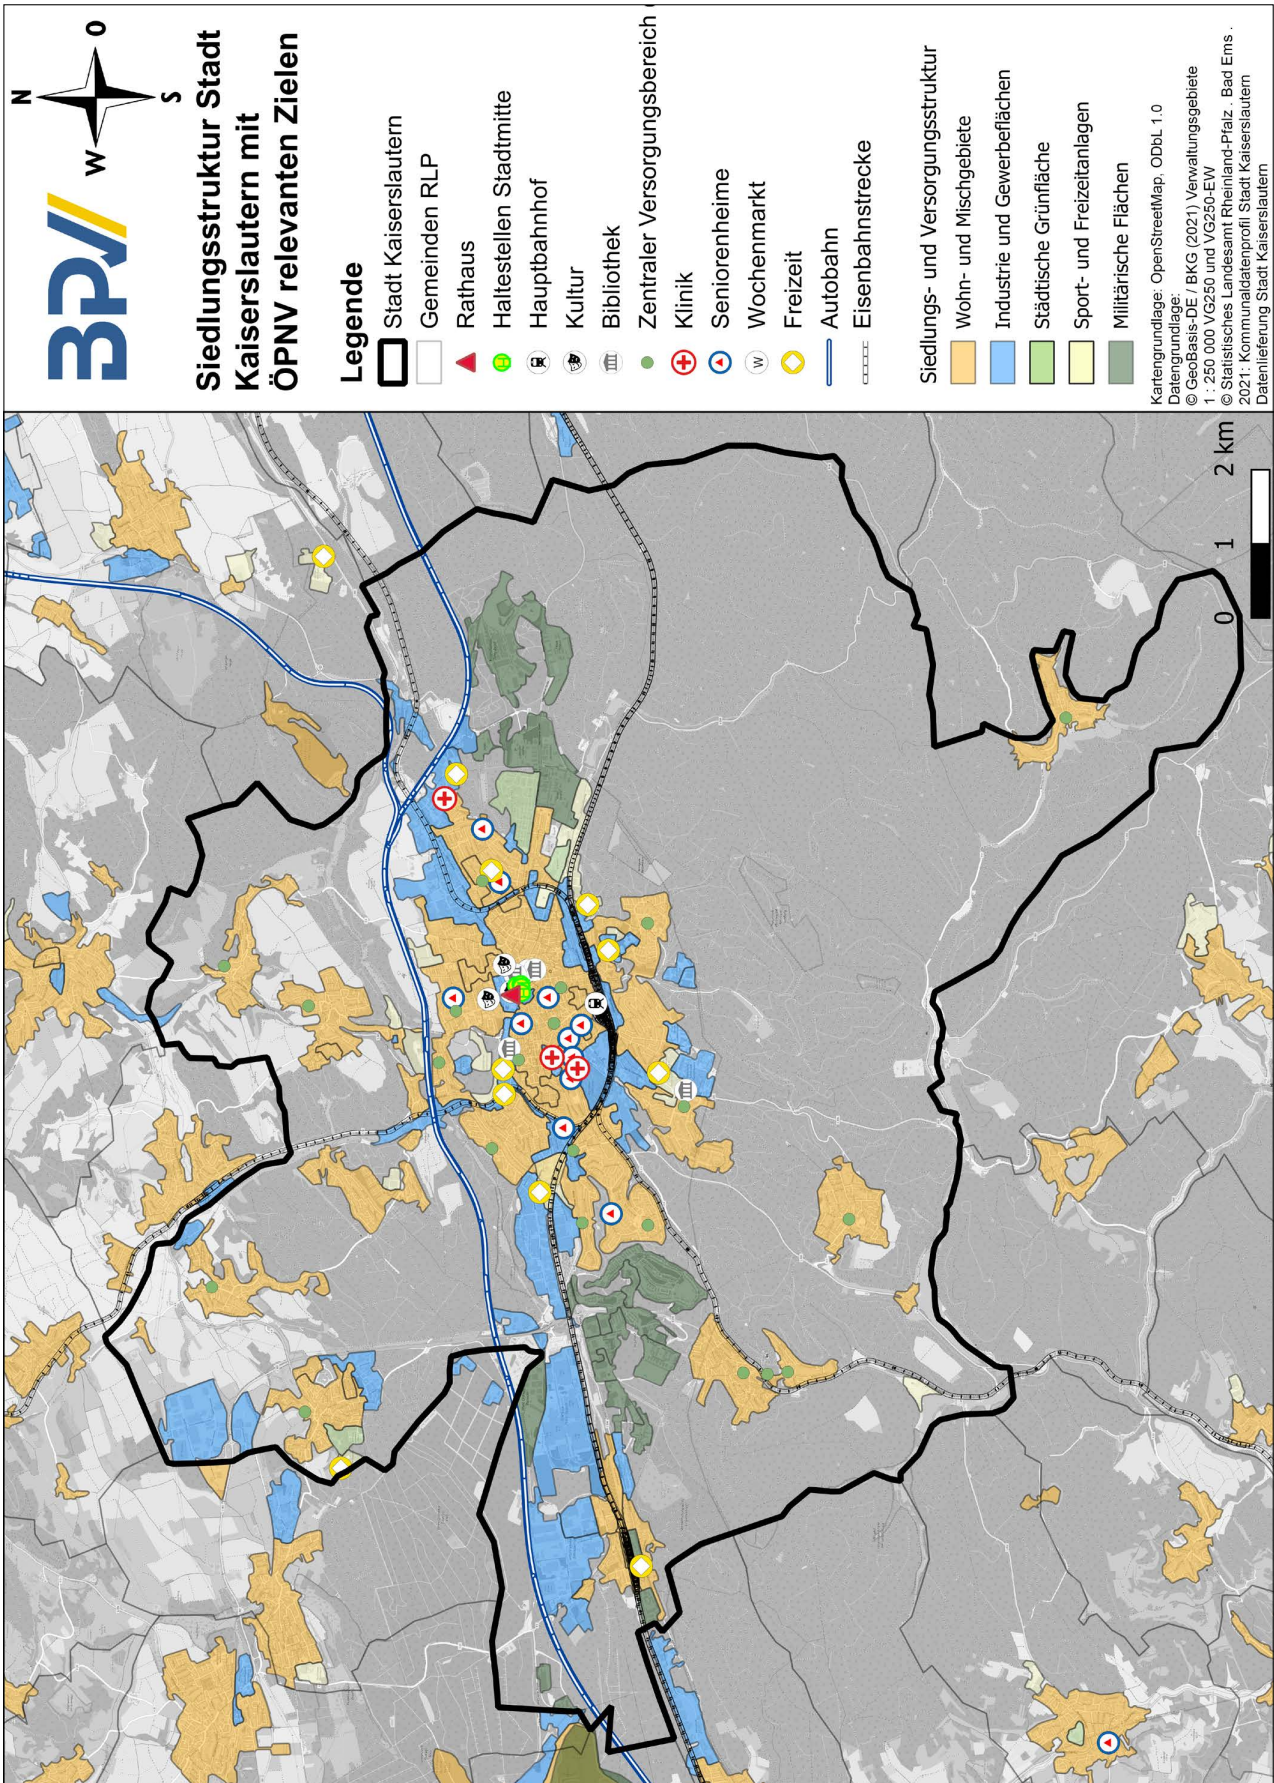 BPV
N
W
O
S
Siedlungsstruktur Stadt
Kaiserslautern mit
ÖPNV relevanten Zielen
Legende
Stadt Kaiserslautern
Gemeinden RLP
Rathaus
Haltestellen Stadtmitte
Hauptbahnhof
Kultur
Bibliothek
Zentraler Versorgungsbereich
Klinik
Seniorenheime
W Wochenmarkt
Freizeit
Autobahn
Eisenbahnstrecke
Siedlungs- und Versorgungsstruktur
Wohn- und Mischgebiete
Industrie und Gewerbeflächen
Städtische Grünfläche
Sport- und Freizeitanlagen
Militärische Flächen
Kartengrundlage: OpenStreetMap, ODbL 1.0
Datengrundlage:
© GeoBasis-DE / BKG (2021) Verwaltungsgebiete
1 : 250 000 VG250 und VG250-EW
© Statistisches Landesamt Rheinland-Pfalz . Bad Ems .
2021: Kommunaldatenprofil Stadt Kaiserslautern
Datenlieferung Stadt Kaiserslautern
0 1 2 km